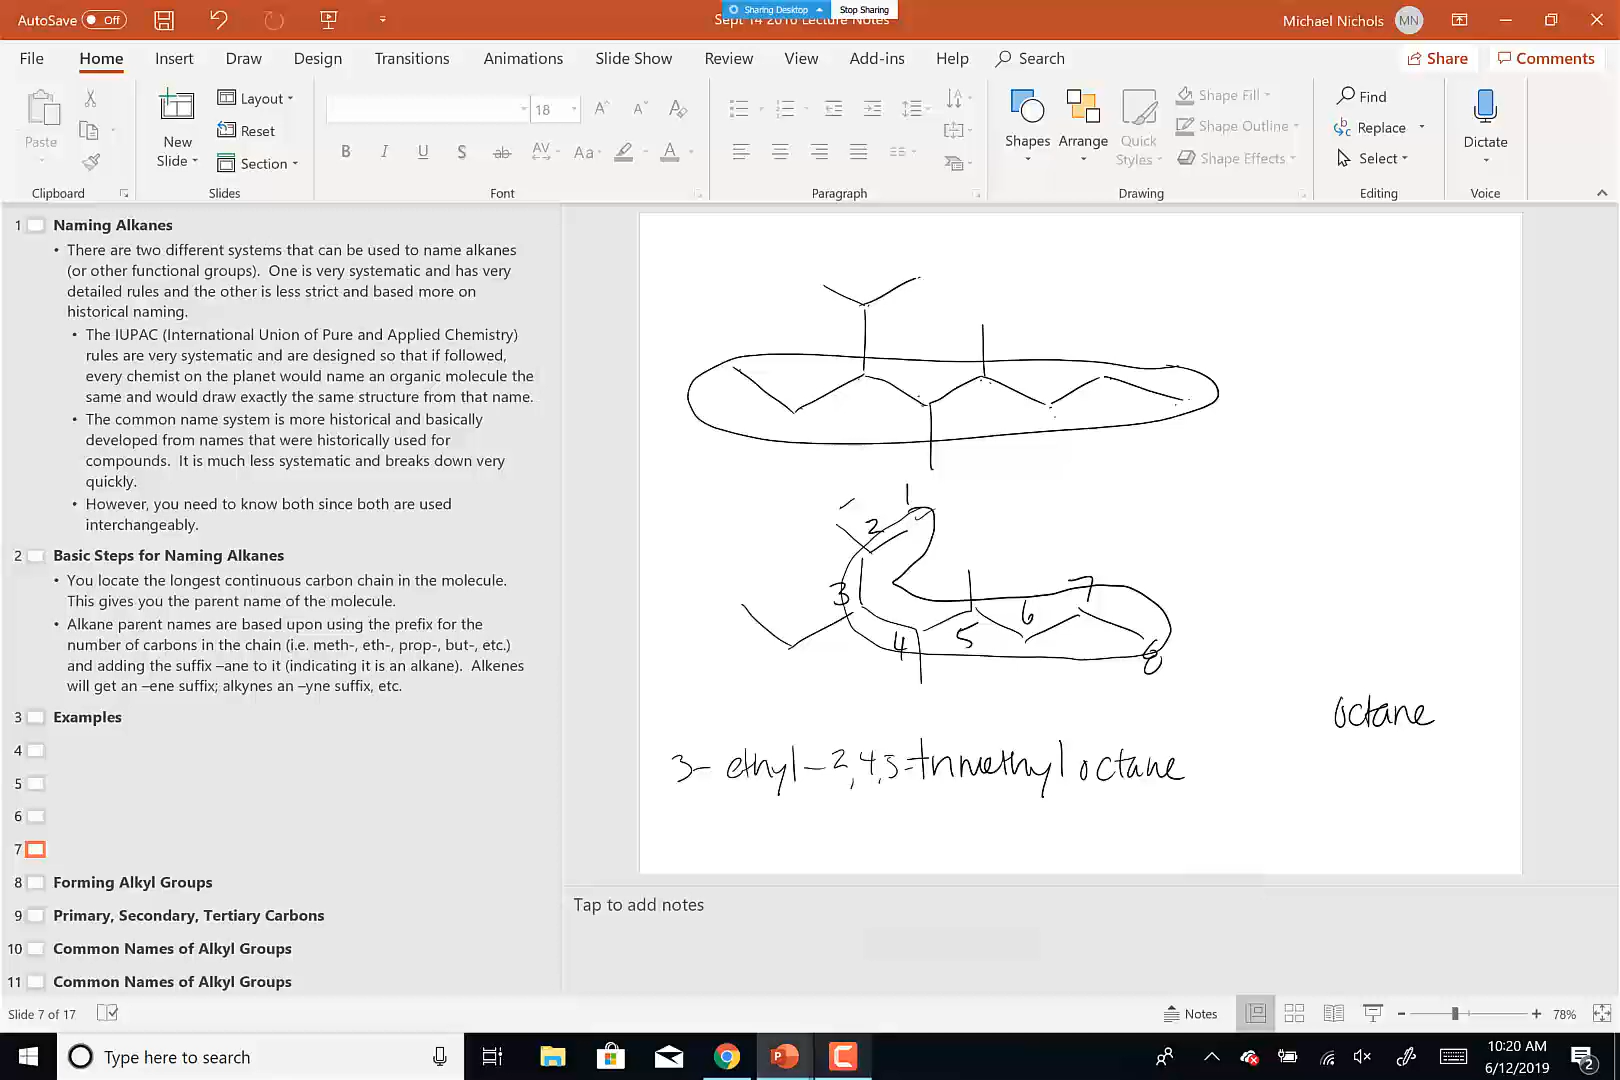 AutoSave Off
Sharing Desktop Stop Sharing
Sept 14 2016 Lecture Notes
Michael Nichols MN
File Home Insert Draw Design Transitions Animations Slide Show Review View Add-ins Help Search
Share Comments
Paste
Clipboard
New Slide
Layout
Reset
Section
Slides
18
B I U S ab AV Aa A
Font
Paragraph
Shapes Arrange Quick Styles
Shape Fill
Shape Outline
Shape Effects
Drawing
Find
Replace
Select
Editing
Dictate
Voice
1 Naming Alkanes
• There are two different systems that can be used to name alkanes
(or other functional groups). One is very systematic and has very
detailed rules and the other is less strict and based more on
historical naming.
• The IUPAC (International Union of Pure and Applied Chemistry)
rules are very systematic and are designed so that if followed,
every chemist on the planet would name an organic molecule the
same and would draw exactly the same structure from that name.
• The common name system is more historical and basically
developed from names that were historically used for
compounds. It is much less systematic and breaks down very
quickly.
• However, you need to know both since both are used
interchangeably.
2 Basic Steps for Naming Alkanes
• You locate the longest continuous carbon chain in the molecule.
This gives you the parent name of the molecule.
• Alkane parent names are based upon using the prefix for the
number of carbons in the chain (i.e. meth-, eth-, prop-, but-, etc.)
and adding the suffix –ane to it (indicating it is an alkane). Alkenes
will get an –ene suffix; alkynes an –yne suffix, etc.
3 Examples
4
5
6
7
8 Forming Alkyl Groups
9 Primary, Secondary, Tertiary Carbons
10 Common Names of Alkyl Groups
11 Common Names of Alkyl Groups
1
2
3
4
5
6
7
8
octane
3- ethyl-2,4,5-trimethyl octane
Tap to add notes
Slide 7 of 17
Notes
78%
Type here to search
10:20 AM
6/12/2019
2